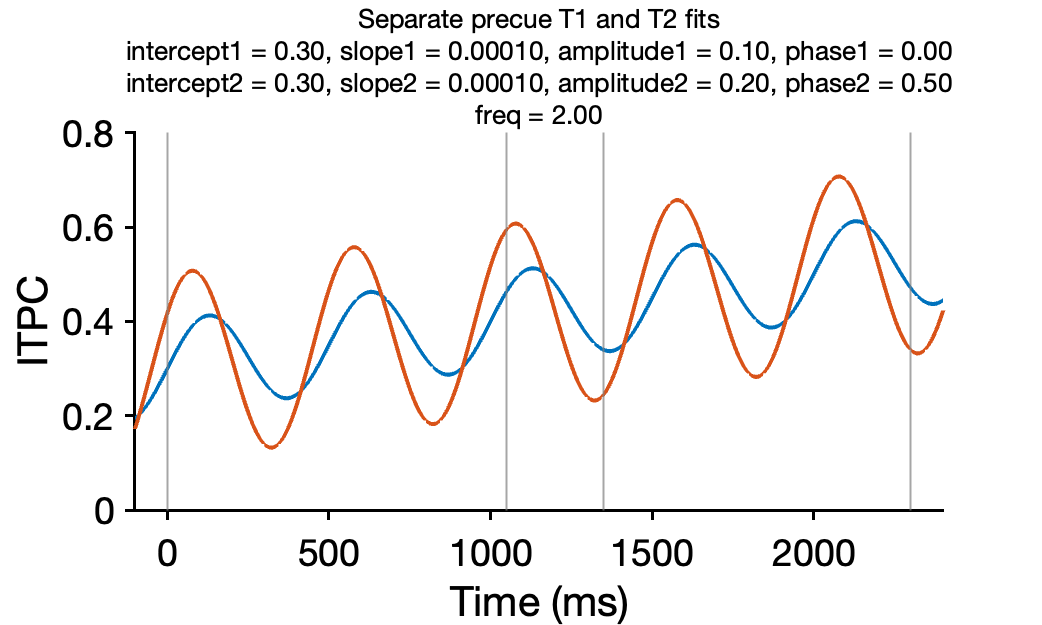 Separate precue T1 and T2 fits
intercept1 = 0.30, slope1 = 0.00010, amplitude1 = 0.10, phase1 = 0.00
intercept2 = 0.30, slope2 = 0.00010, amplitude2 = 0.20, phase2 = 0.50
freq = 2.00
0.8
0.6
0.4
0.2
0
ITPC
0 500 1000 1500 2000
Time (ms)